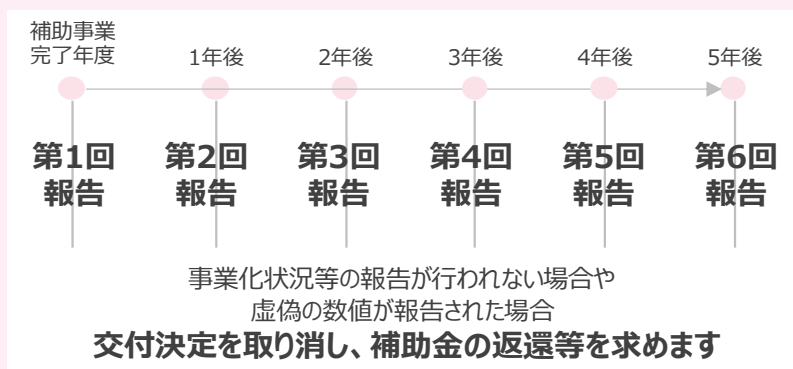 補助事業
完了年度
1年後
2年後
3年後
4年後
5年後
第1回
報告
第2回
報告
第3回
報告
第4回
報告
第5回
報告
第6回
報告
事業化状況等の報告が行われない場合や
虚偽の数値が報告された場合
交付決定を取り消し、補助金の返還等を求めます